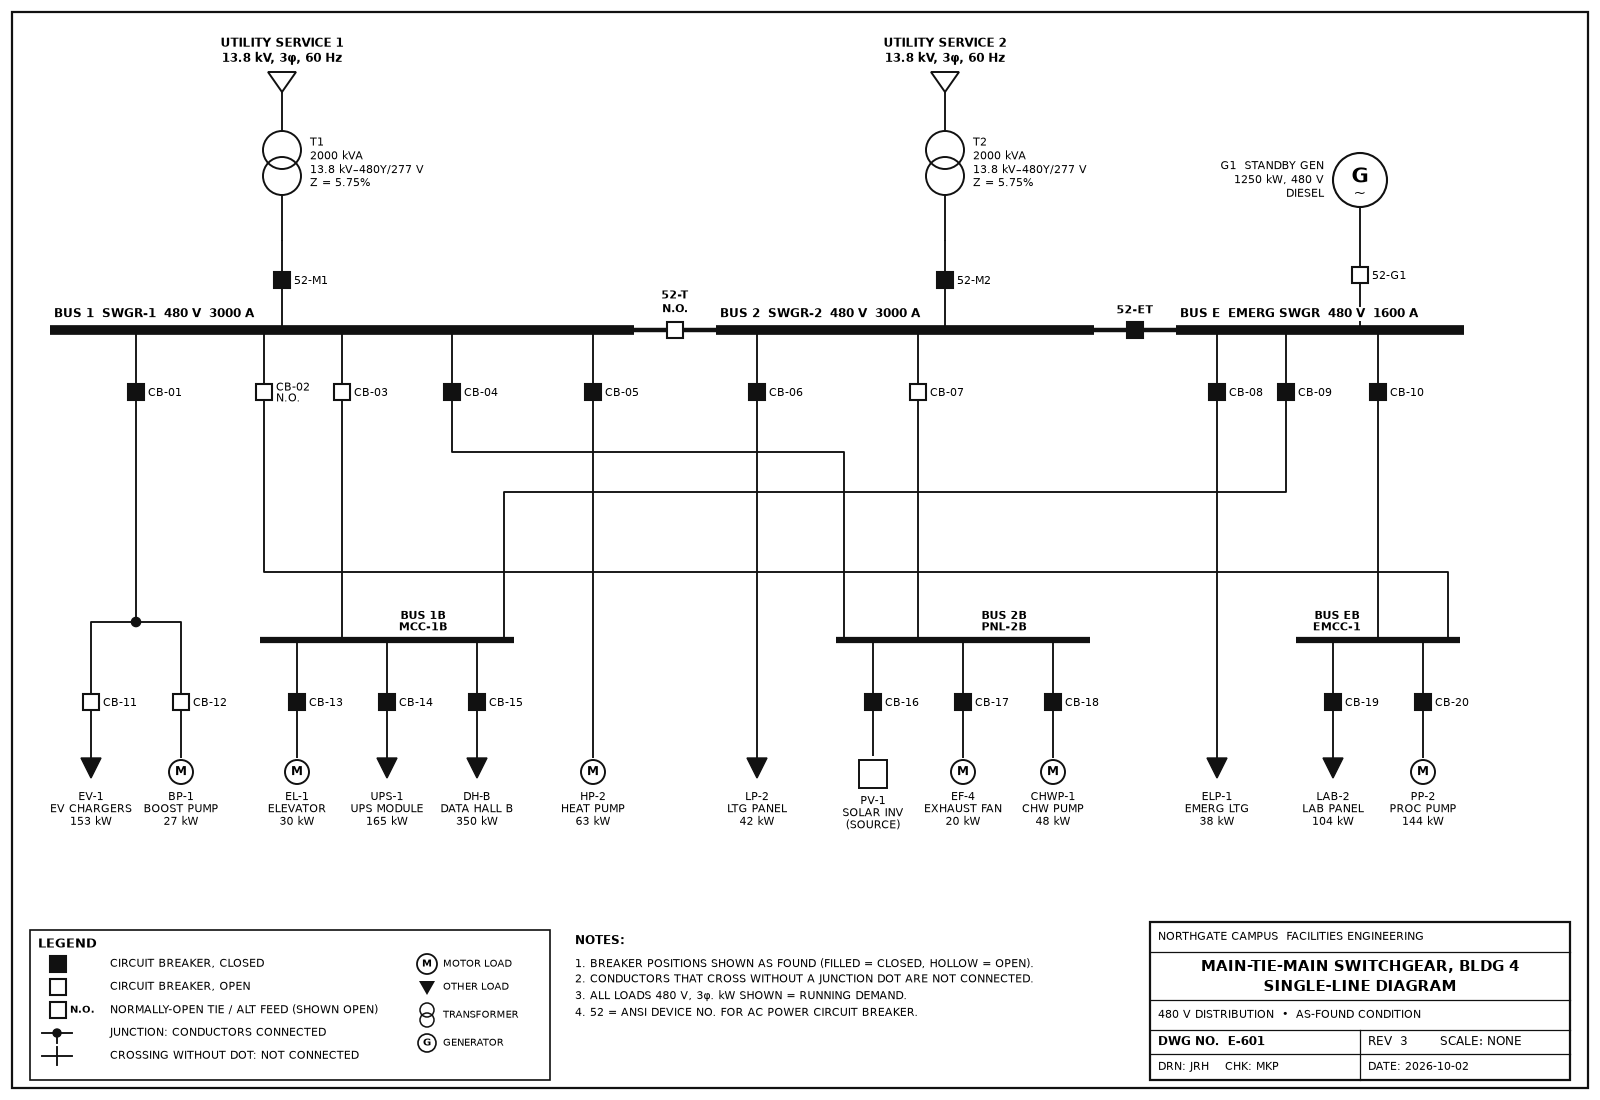 UTILITY SERVICE 1
13.8 kV, 3φ, 60 Hz
UTILITY SERVICE 2
13.8 kV, 3φ, 60 Hz
T1
2000 kVA
13.8 kV–480Y/277 V
Z = 5.75%
T2
2000 kVA
13.8 kV–480Y/277 V
Z = 5.75%
G1  STANDBY GEN
1250 kW, 480 V
DIESEL
G
~
52-M1
52-M2
52-G1
BUS 1  SWGR-1  480 V  3000 A
52-T
N.O.
BUS 2  SWGR-2  480 V  3000 A
52-ET
BUS E  EMERG SWGR  480 V  1600 A
CB-01
CB-02
N.O.
CB-03
CB-04
CB-05
CB-06
CB-07
CB-08
CB-09
CB-10
BUS 1B
MCC-1B
BUS 2B
PNL-2B
BUS EB
EMCC-1
CB-11
CB-12
CB-13
CB-14
CB-15
CB-16
CB-17
CB-18
CB-19
CB-20
M
M
M
M
M
M
EV-1
EV CHARGERS
153 kW
BP-1
BOOST PUMP
27 kW
EL-1
ELEVATOR
30 kW
UPS-1
UPS MODULE
165 kW
DH-B
DATA HALL B
350 kW
HP-2
HEAT PUMP
63 kW
LP-2
LTG PANEL
42 kW
PV-1
SOLAR INV
(SOURCE)
EF-4
EXHAUST FAN
20 kW
CHWP-1
CHW PUMP
48 kW
ELP-1
EMERG LTG
38 kW
LAB-2
LAB PANEL
104 kW
PP-2
PROC PUMP
144 kW
LEGEND
CIRCUIT BREAKER, CLOSED
CIRCUIT BREAKER, OPEN
N.O. NORMALLY-OPEN TIE / ALT FEED (SHOWN OPEN)
JUNCTION: CONDUCTORS CONNECTED
CROSSING WITHOUT DOT: NOT CONNECTED
M MOTOR LOAD
OTHER LOAD
TRANSFORMER
G GENERATOR
NOTES:
1. BREAKER POSITIONS SHOWN AS FOUND (FILLED = CLOSED, HOLLOW = OPEN).
2. CONDUCTORS THAT CROSS WITHOUT A JUNCTION DOT ARE NOT CONNECTED.
3. ALL LOADS 480 V, 3φ. kW SHOWN = RUNNING DEMAND.
4. 52 = ANSI DEVICE NO. FOR AC POWER CIRCUIT BREAKER.
NORTHGATE CAMPUS  FACILITIES ENGINEERING
MAIN-TIE-MAIN SWITCHGEAR, BLDG 4
SINGLE-LINE DIAGRAM
480 V DISTRIBUTION  •  AS-FOUND CONDITION
DWG NO.  E-601
REV  3
SCALE: NONE
DRN: JRH
CHK: MKP
DATE: 2026-10-02